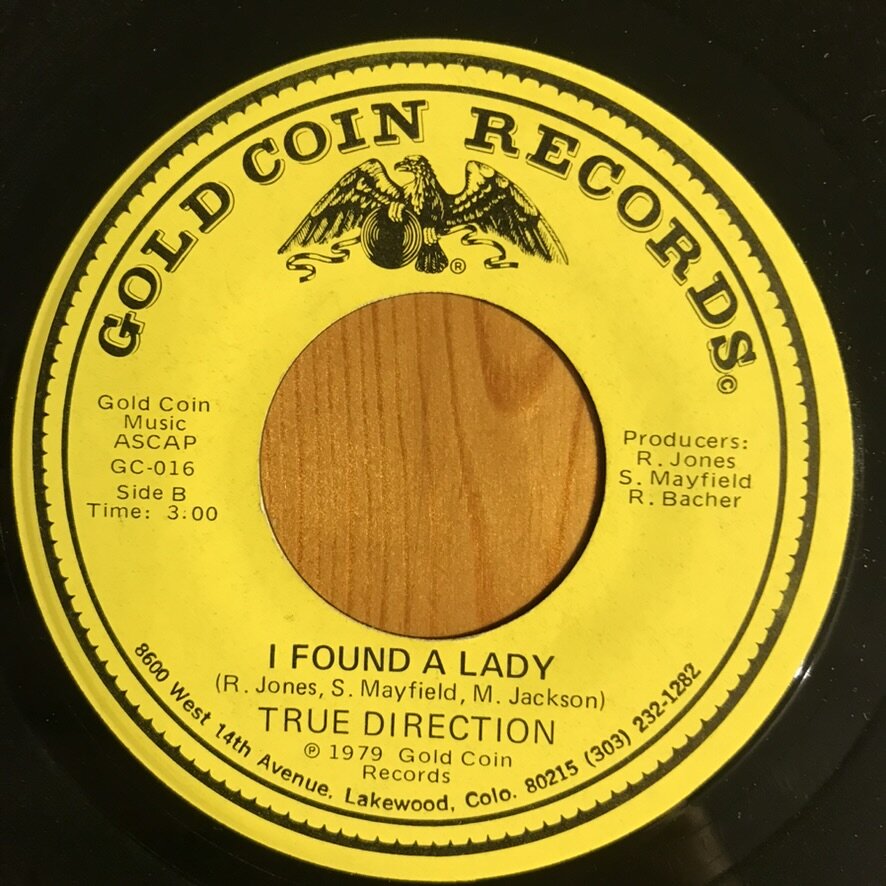 GOLD COIN RECORDS©
®
Gold Coin
Music
ASCAP
GC-016
Side B
Time: 3:00
Producers:
R. Jones
S. Mayfield
R. Bacher
I FOUND A LADY
(R. Jones, S. Mayfield, M. Jackson)
TRUE DIRECTION
℗ 1979 Gold Coin
Records
8600 West 14th Avenue, Lakewood, Colo. 80215 (303) 232-1282